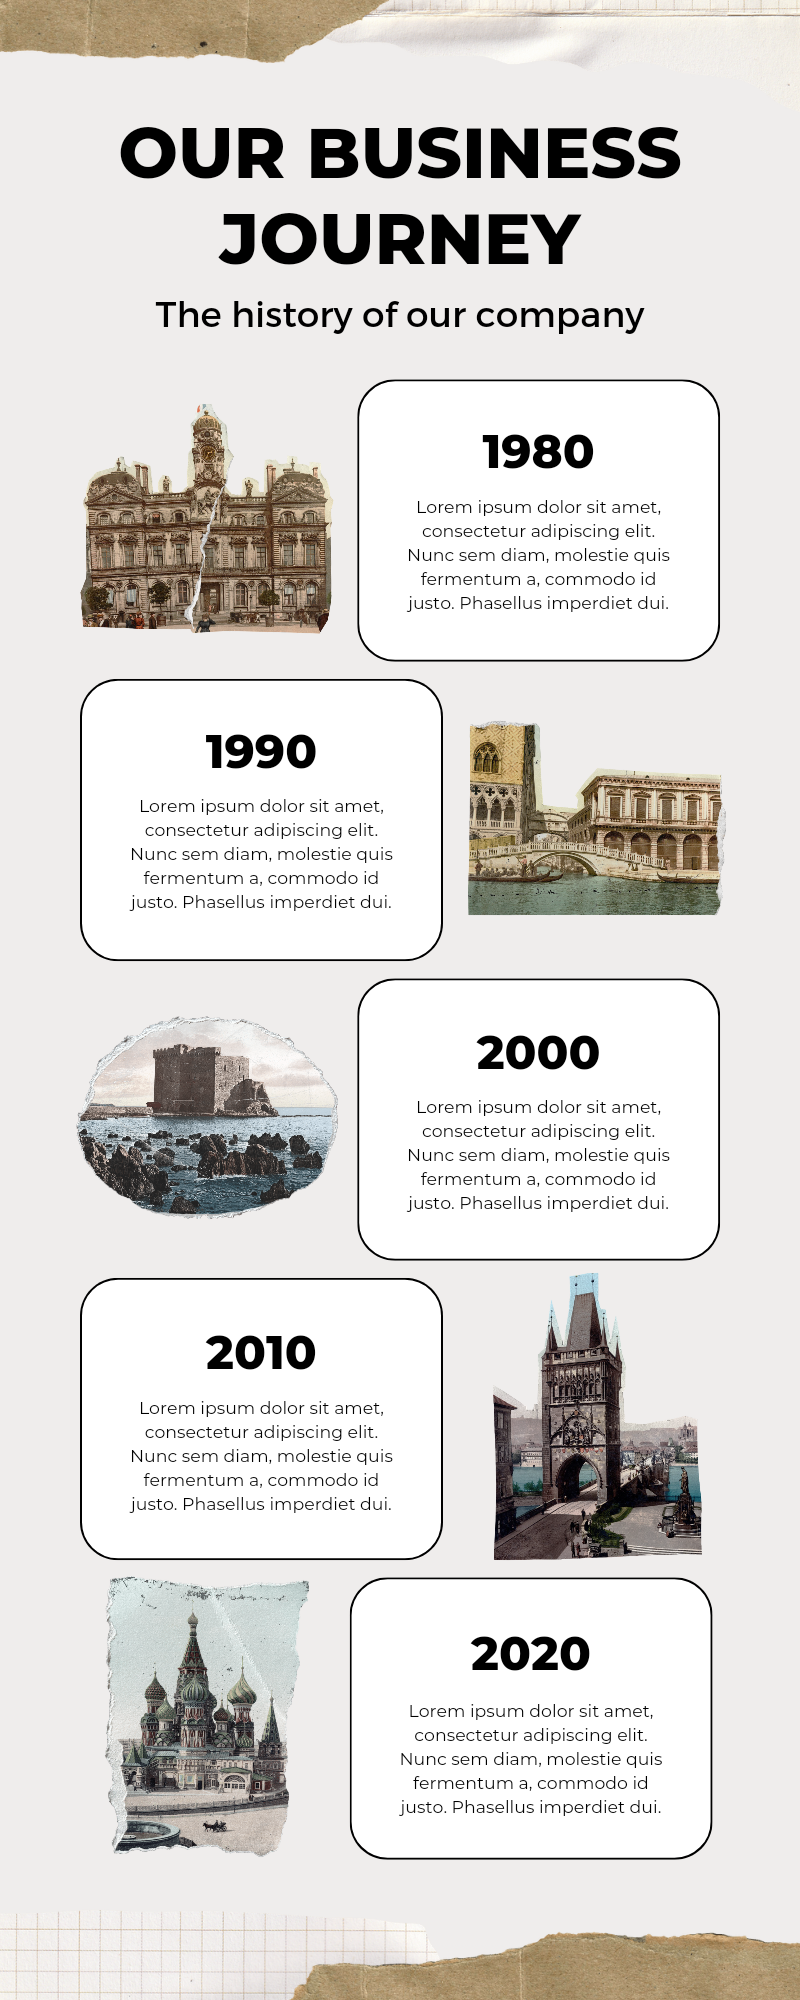 OUR BUSINESS
JOURNEY
The history of our company
1980
Lorem ipsum dolor sit amet,
consectetur adipiscing elit.
Nunc sem diam, molestie quis
fermentum a, commodo id
justo. Phasellus imperdiet dui.
1990
Lorem ipsum dolor sit amet,
consectetur adipiscing elit.
Nunc sem diam, molestie quis
fermentum a, commodo id
justo. Phasellus imperdiet dui.
2000
Lorem ipsum dolor sit amet,
consectetur adipiscing elit.
Nunc sem diam, molestie quis
fermentum a, commodo id
justo. Phasellus imperdiet dui.
2010
Lorem ipsum dolor sit amet,
consectetur adipiscing elit.
Nunc sem diam, molestie quis
fermentum a, commodo id
justo. Phasellus imperdiet dui.
2020
Lorem ipsum dolor sit amet,
consectetur adipiscing elit.
Nunc sem diam, molestie quis
fermentum a, commodo id
justo. Phasellus imperdiet dui.